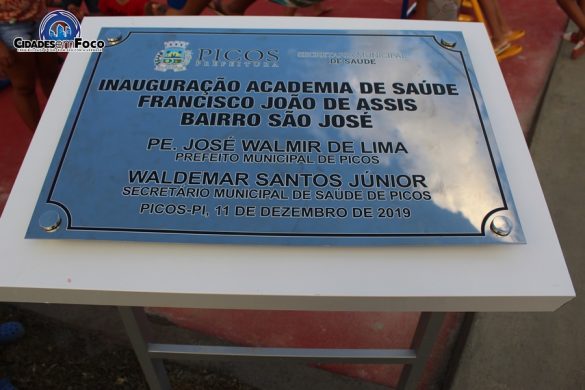 CIDADES em FOCO
PICOS
PREFEITURA
SECRETARIA MUNICIPAL
DE SAÚDE
INAUGURAÇÃO ACADEMIA DE SAÚDE
FRANCISCO JOÃO DE ASSIS
BAIRRO SÃO JOSÉ
PE. JOSÉ WALMIR DE LIMA
PREFEITO MUNICIPAL DE PICOS
WALDEMAR SANTOS JÚNIOR
SECRETÁRIO MUNICIPAL DE SAÚDE DE PICOS
PICOS-PI, 11 DE DEZEMBRO DE 2019